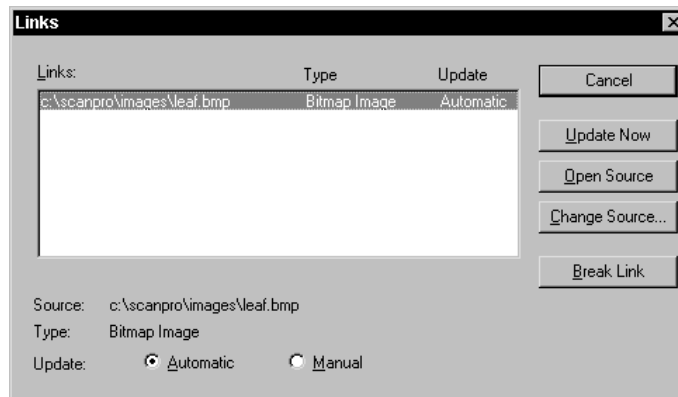 Links
Links: Type Update
Cancel
c:\scanpro\images\leaf.bmp Bitmap Image Automatic
Update Now
Open Source
Change Source...
Break Link
Source: c:\scanpro\images\leaf.bmp
Type: Bitmap Image
Update: Automatic Manual